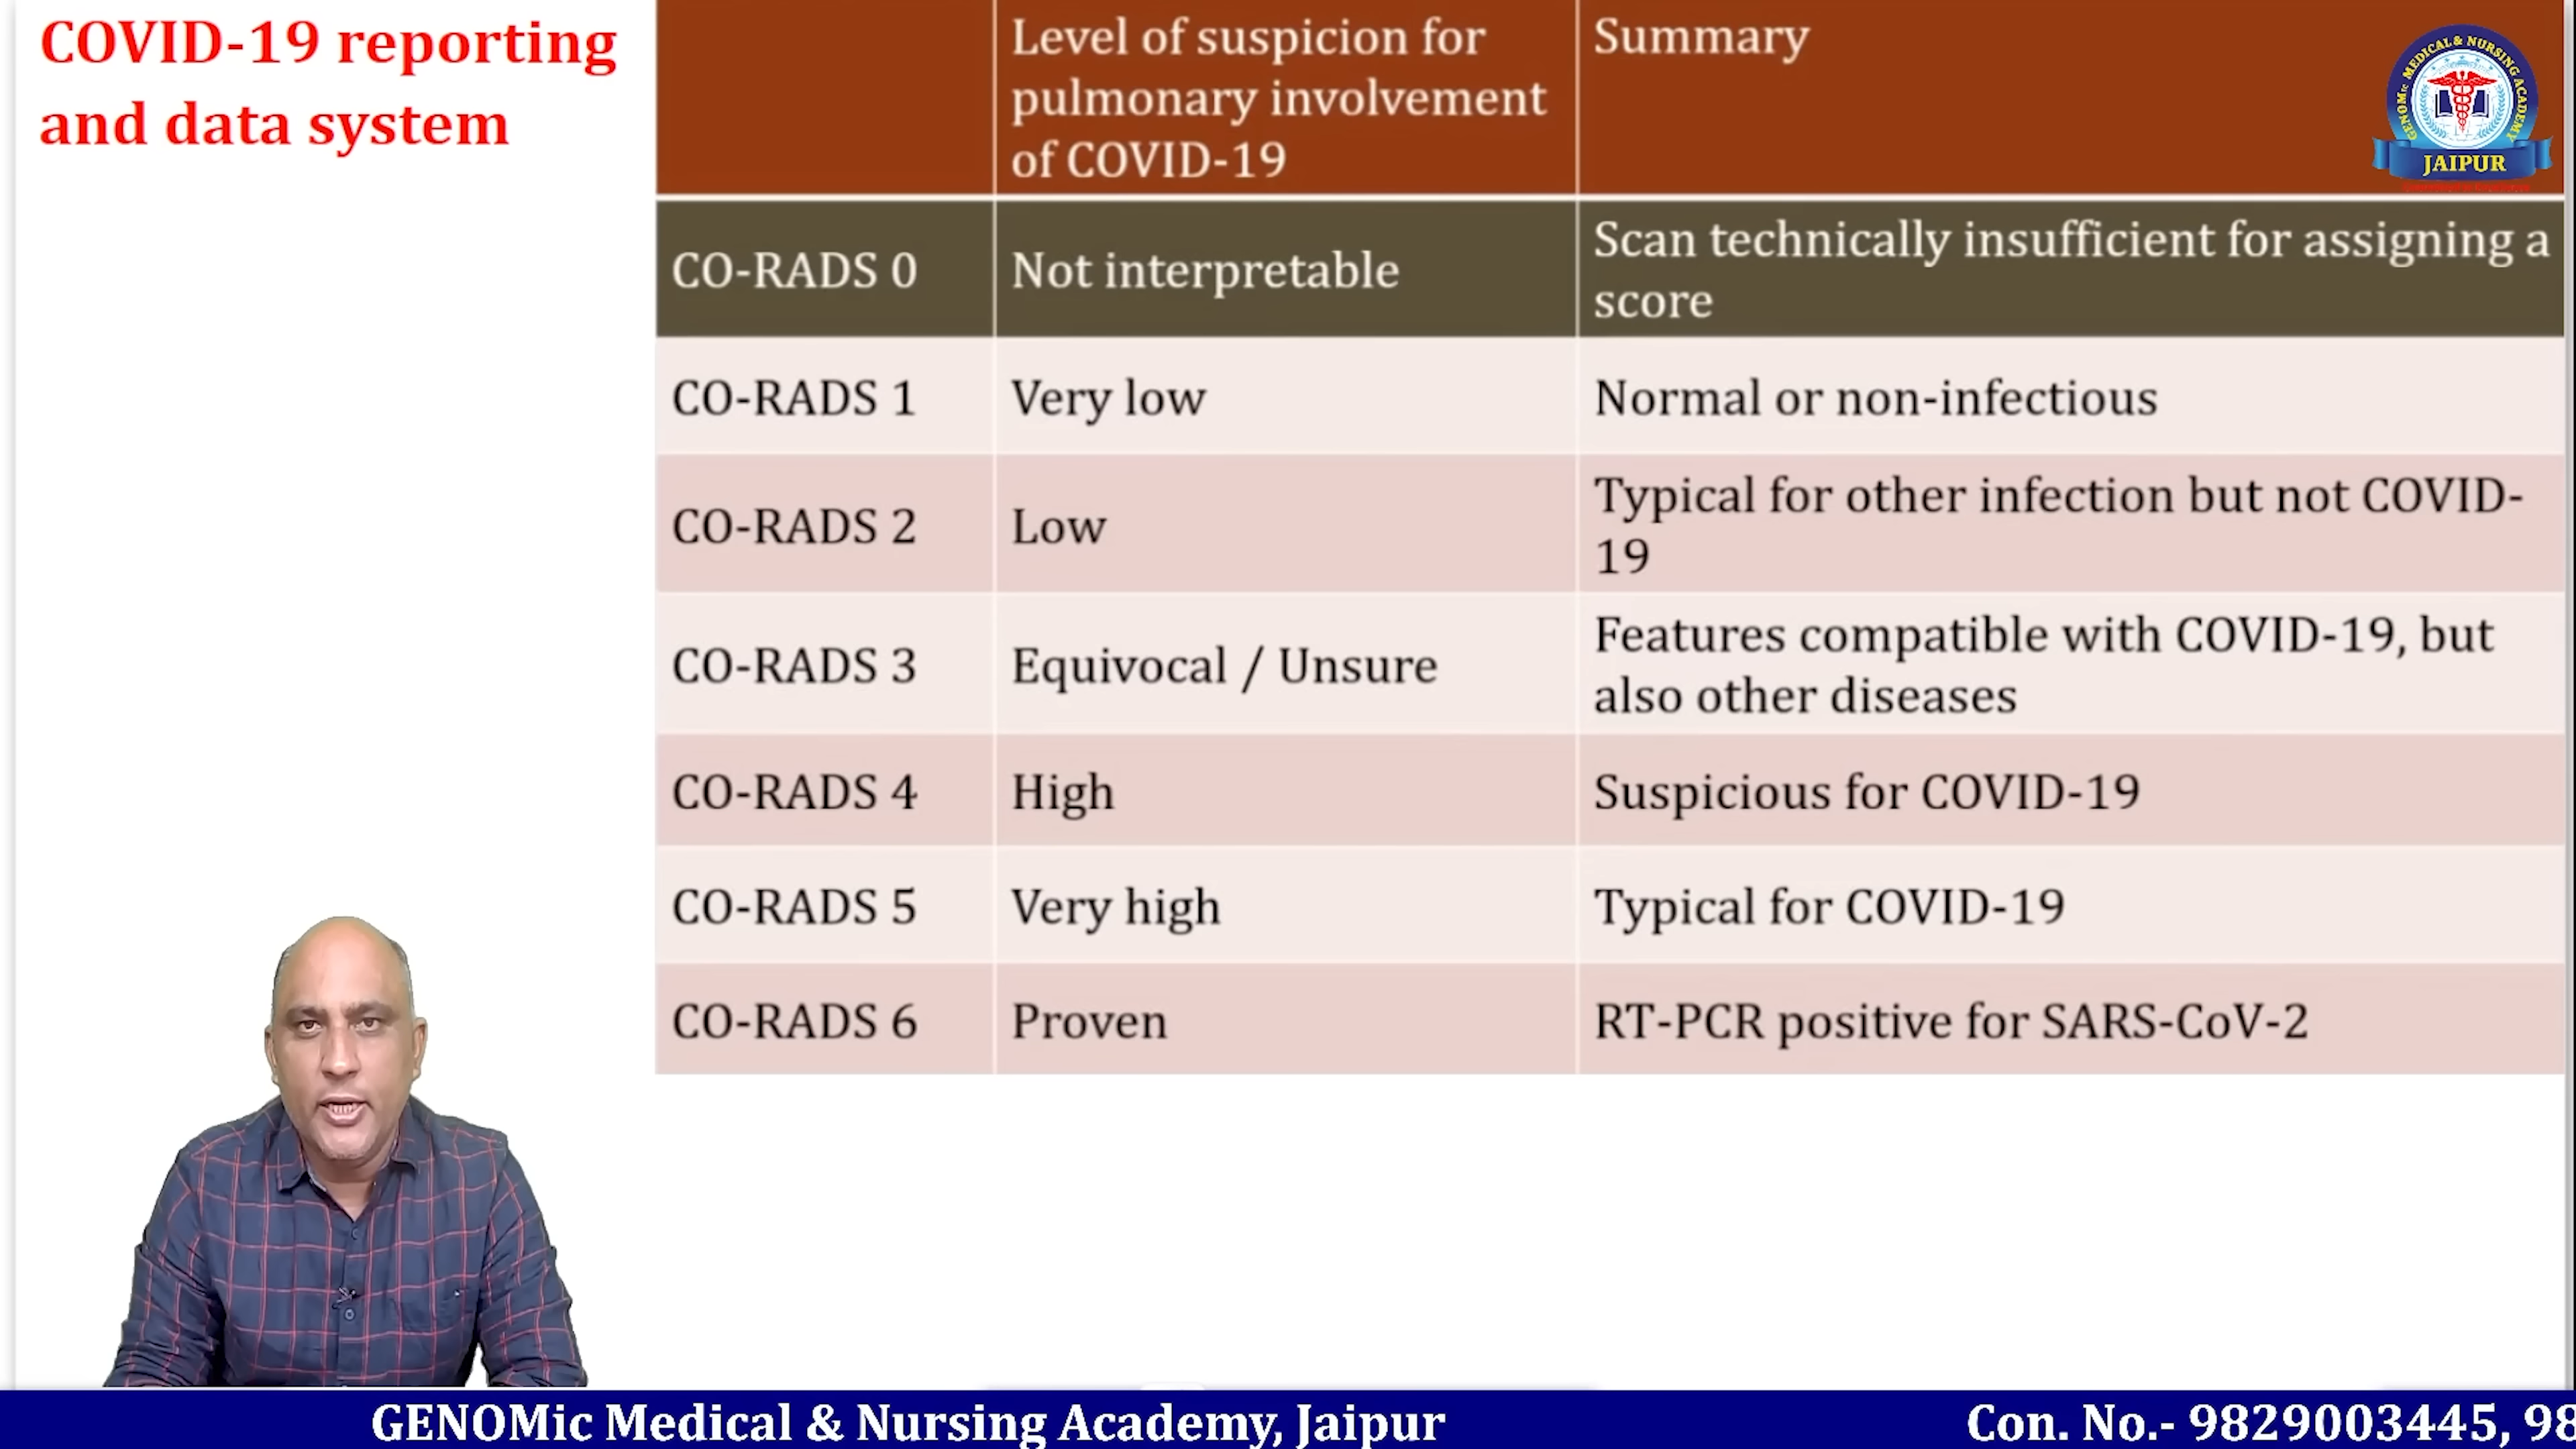 COVID-19 reporting
and data system
Level of suspicion for
pulmonary involvement
of COVID-19
Summary
GENOMic MEDICAL & NURSING ACADEMY
JAIPUR
CO-RADS 0
Not interpretable
Scan technically insufficient for assigning a
score
CO-RADS 1
Very low
Normal or non-infectious
CO-RADS 2
Low
Typical for other infection but not COVID-
19
CO-RADS 3
Equivocal / Unsure
Features compatible with COVID-19, but
also other diseases
CO-RADS 4
High
Suspicious for COVID-19
CO-RADS 5
Very high
Typical for COVID-19
CO-RADS 6
Proven
RT-PCR positive for SARS-CoV-2
GENOMic Medical & Nursing Academy, Jaipur
Con. No.- 9829003445, 98